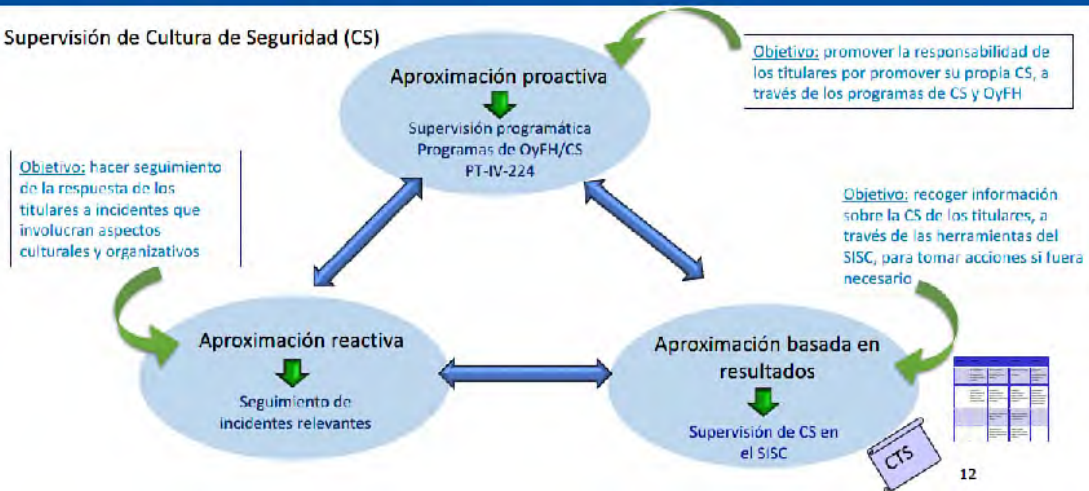 Supervisión de Cultura de Seguridad (CS)
Aproximación proactiva
Supervisión programática
Programas de OyFH/CS
PT-IV-224
Objetivo: promover la responsabilidad de
los titulares por promover su propia CS, a
través de los programas de CS y OyFH
Objetivo: hacer seguimiento
de la respuesta de los
titulares a incidentes que
involucran aspectos
culturales y organizativos
Objetivo: recoger información
sobre la CS de los titulares, a
través de las herramientas del
SISC, para tomar acciones si fuera
necesario
Aproximación reactiva
Seguimiento de
incidentes relevantes
Aproximación basada en
resultados
Supervisión de CS en
el SISC
CTS
12